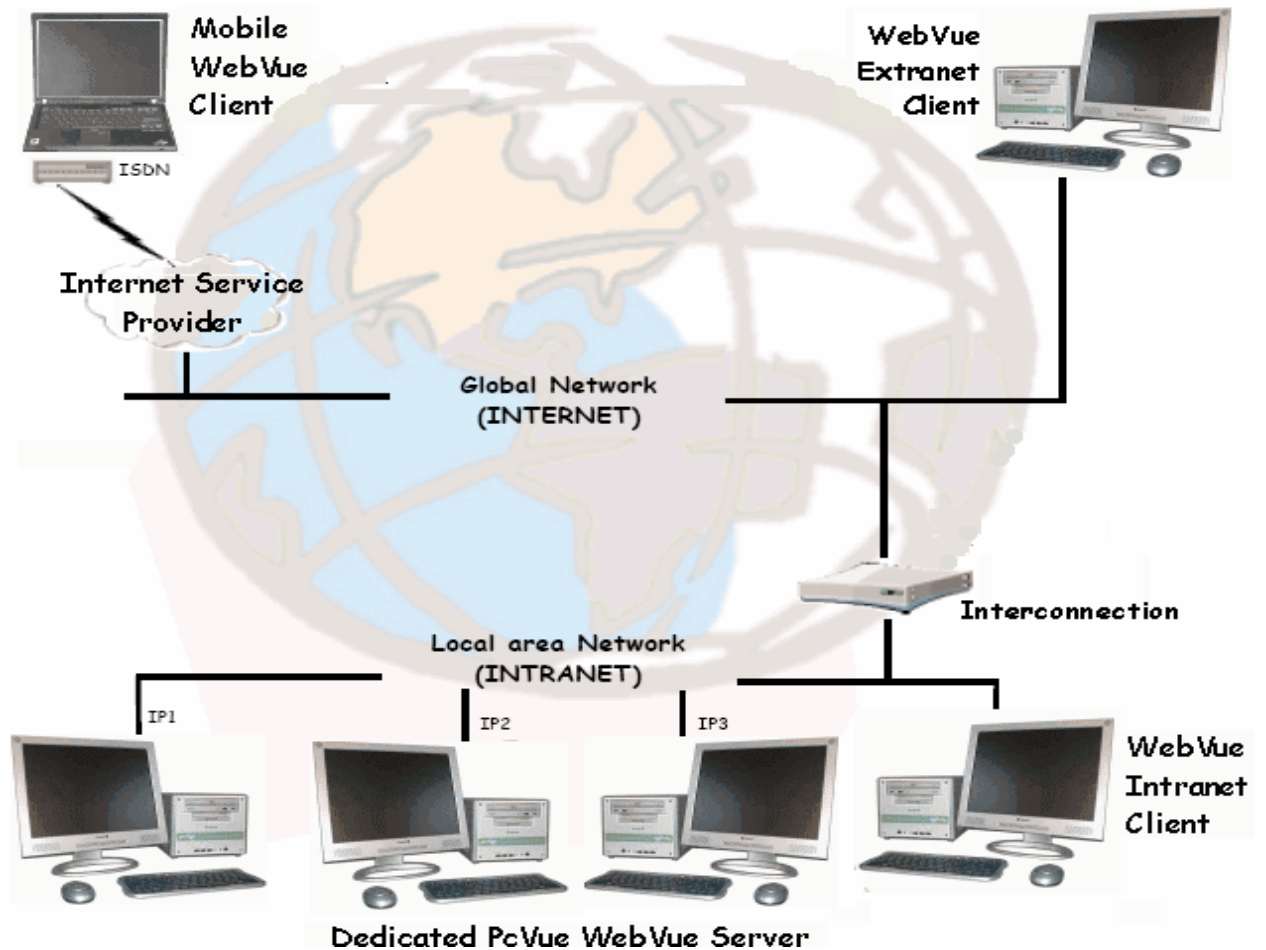 Mobile
WebVue
Client
WebVue
Extranet
Client
ISDN
Internet Service
Provider
Global Network
(INTERNET)
Interconnection
Local area Network
(INTRANET)
IP1
IP2
IP3
WebVue
Intranet
Client
Dedicated PcVue WebVue Server